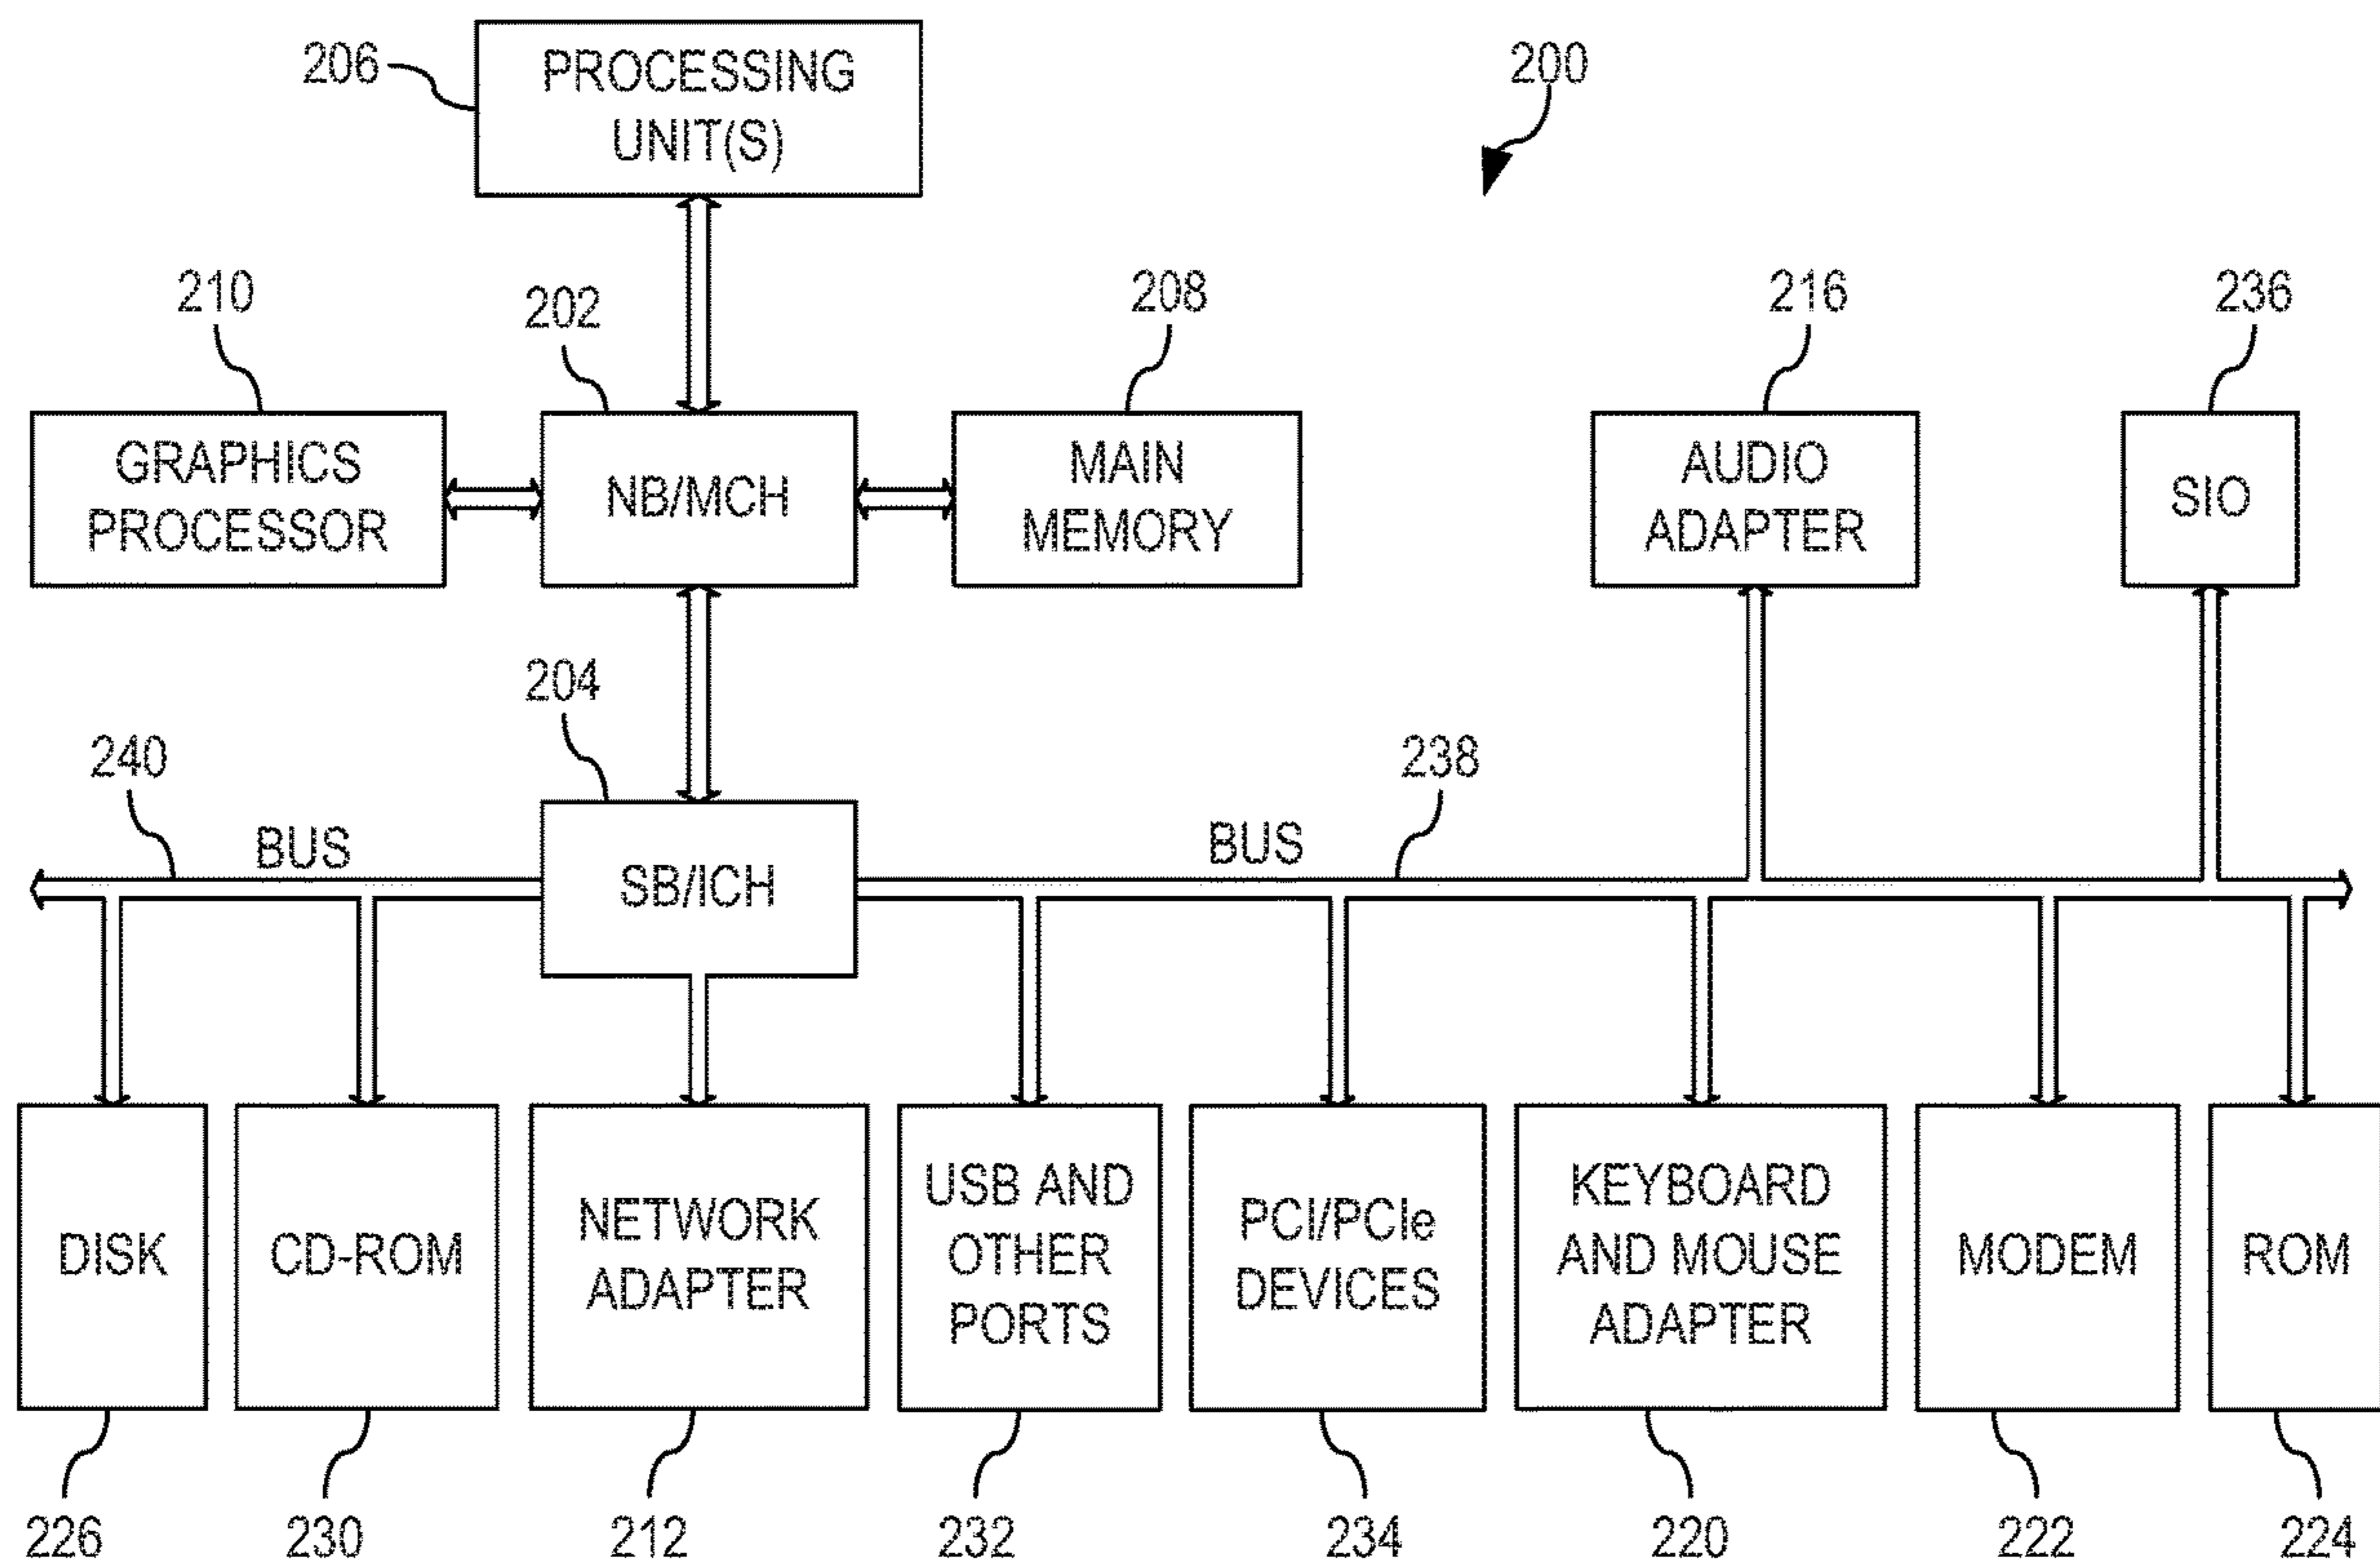 206
PROCESSING
UNIT(S)
200
210
202
208
216
236
GRAPHICS
PROCESSOR
NB/MCH
MAIN
MEMORY
AUDIO
ADAPTER
SIO
204
240
238
BUS
BUS
SB/ICH
DISK
CD-ROM
NETWORK
ADAPTER
USB AND
OTHER
PORTS
PCI/PCIe
DEVICES
KEYBOARD
AND MOUSE
ADAPTER
MODEM
ROM
226
230
212
232
234
220
222
224